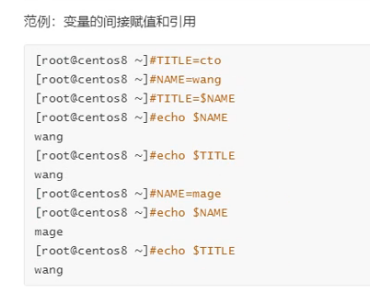 范例：变量的间接赋值和引用
[root@centos8 ~]#TITLE=cto
[root@centos8 ~]#NAME=wang
[root@centos8 ~]#TITLE=$NAME
[root@centos8 ~]#echo $NAME
wang
[root@centos8 ~]#echo $TITLE
wang
[root@centos8 ~]#NAME=mage
[root@centos8 ~]#echo $NAME
mage
[root@centos8 ~]#echo $TITLE
wang